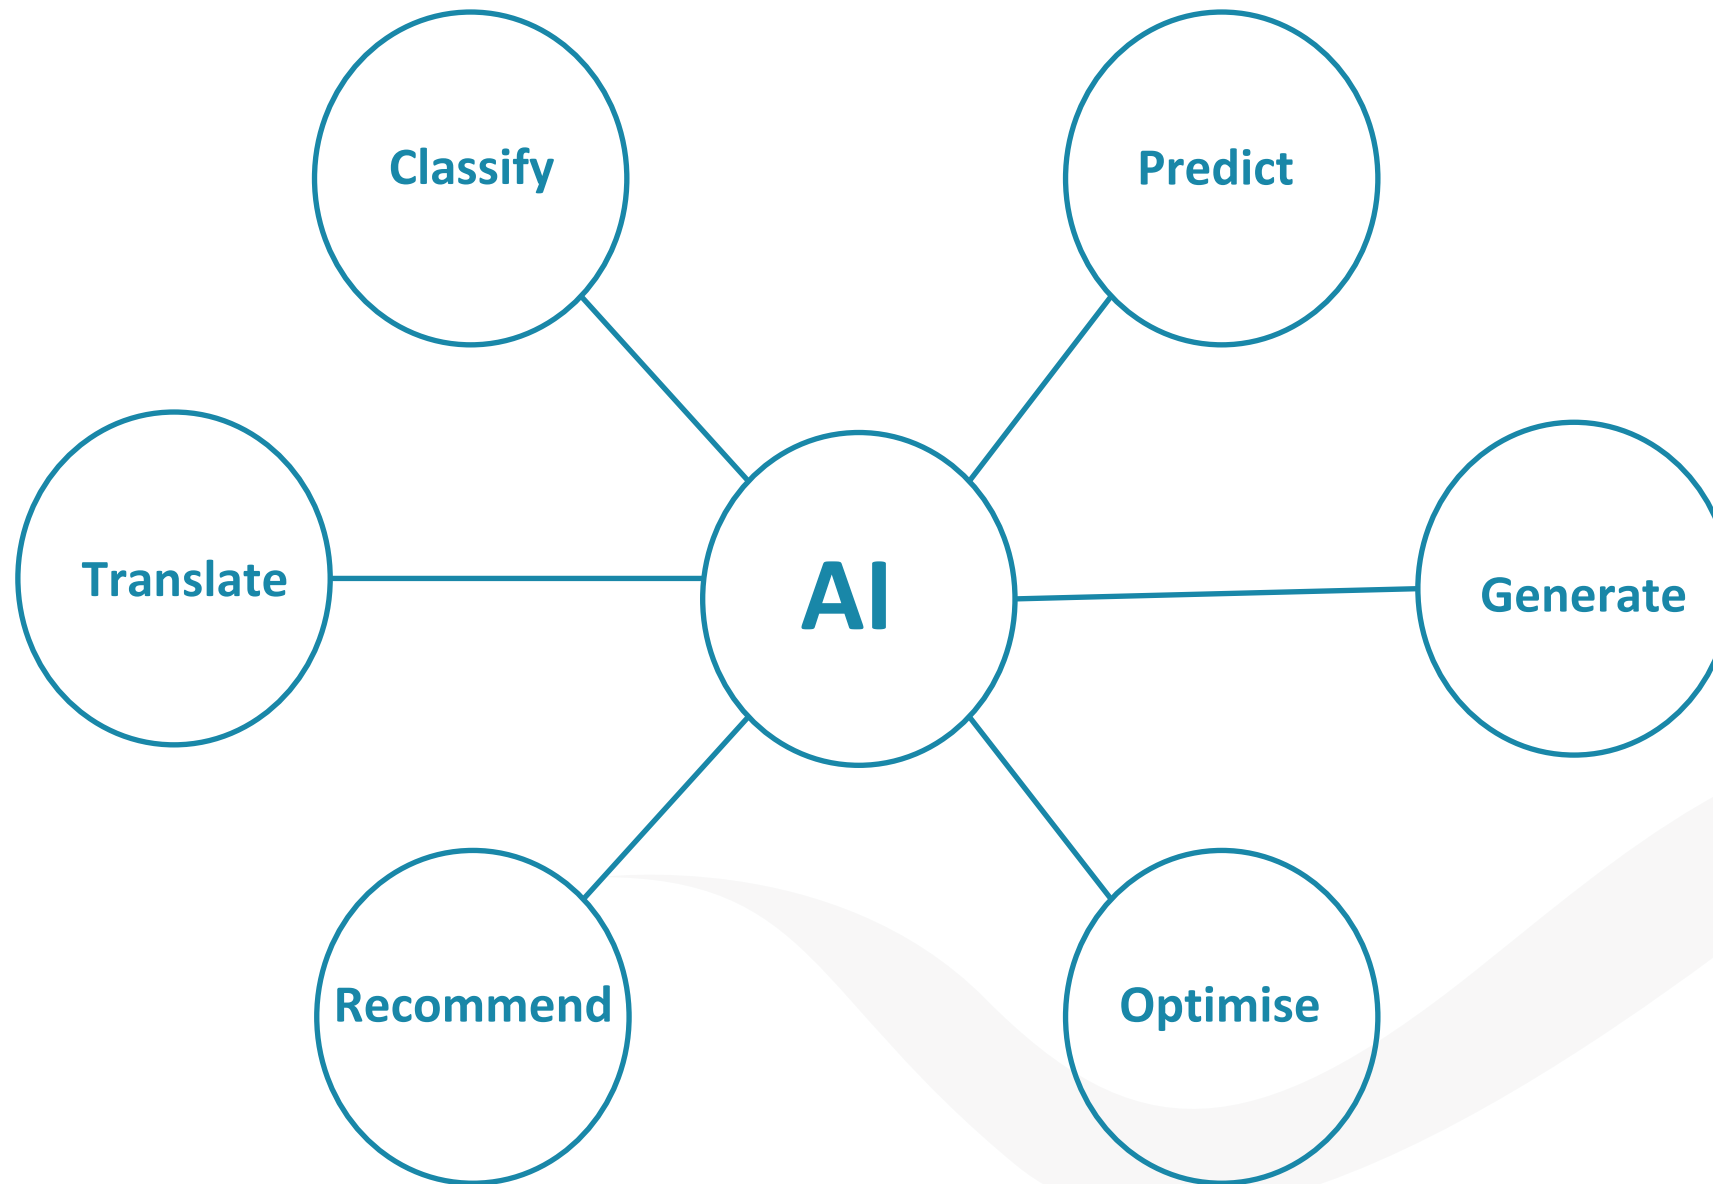 Classify
Predict
Translate
AI
Generate
Recommend
Optimise